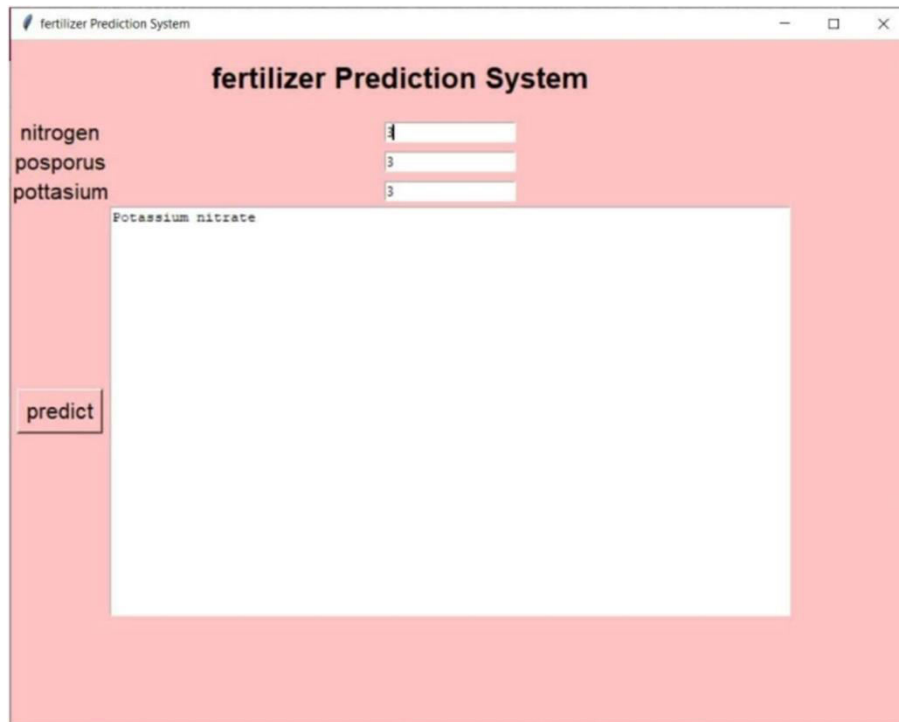 fertilizer Prediction System
fertilizer Prediction System
nitrogen 3
posporus 3
pottasium 3
Potassium nitrate
predict